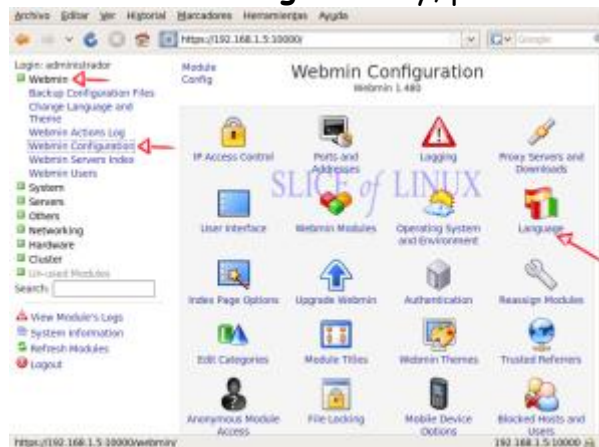 Archivo Editar Ver Historial Marcadores Herramientas Ayuda
https://192.168.1.5:10000/
Google
Login: administrador
Webmin
Backup Configuration Files
Change Language and
Theme
Webmin Actions Log
Webmin Configuration
Webmin Servers Index
Webmin Users
System
Servers
Others
Networking
Hardware
Cluster
Un-used Modules
Search:
View Module's Logs
System Information
Refresh Modules
Logout
Module
Config
Webmin Configuration
Webmin 1.480
IP Access Control
Ports and
Addresses
Logging
Proxy Servers and
Downloads
SLICE of LINUX
User Interface
Webmin Modules
Operating System
and Environment
Language
Index Page Options
Upgrade Webmin
Authentication
Reassign Modules
Edit Categories
Module Titles
Webmin Themes
Trusted Referrers
Anonymous Module
Access
File Locking
Mobile Device
Options
Blocked Hosts and
Users
https://192.168.1.5:10000/webmin/
192.168.1.5:10000